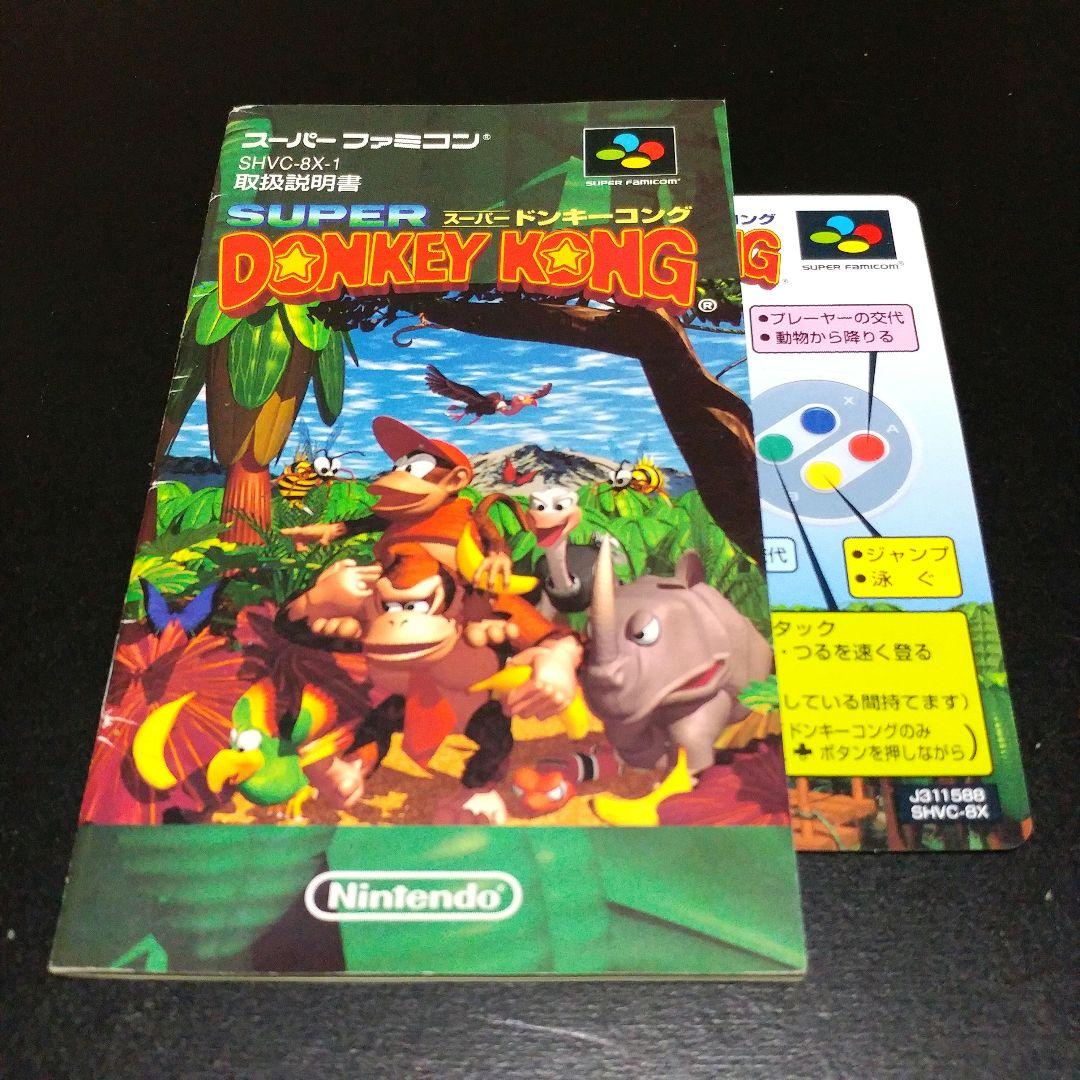 スーパーファミコン®
SHVC-8X-1
取扱説明書
SUPER FAMICOM®
SUPER スーパードンキーコング
DONKEY KONG®
Nintendo®
ング
NG®
SUPER FAMICOM®
●プレーヤーの交代
●動物から降りる
X
A
代
●ジャンプ
●泳ぐ
タック
・つるを速く登る
している間持てます)
ドンキーコングのみ
✚ ボタンを押しながら)
J311588
SHVC-8X